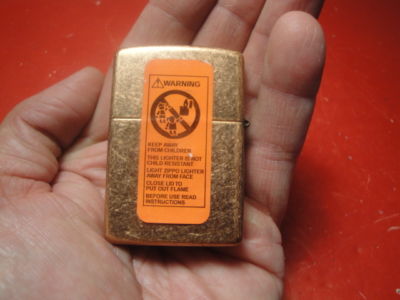 WARNING
KEEP AWAY
FROM CHILDREN
THIS LIGHTER IS NOT
CHILD RESISTANT
LIGHT ZIPPO LIGHTER
AWAY FROM FACE
CLOSE LID TO
PUT OUT FLAME
BEFORE USE READ
INSTRUCTIONS